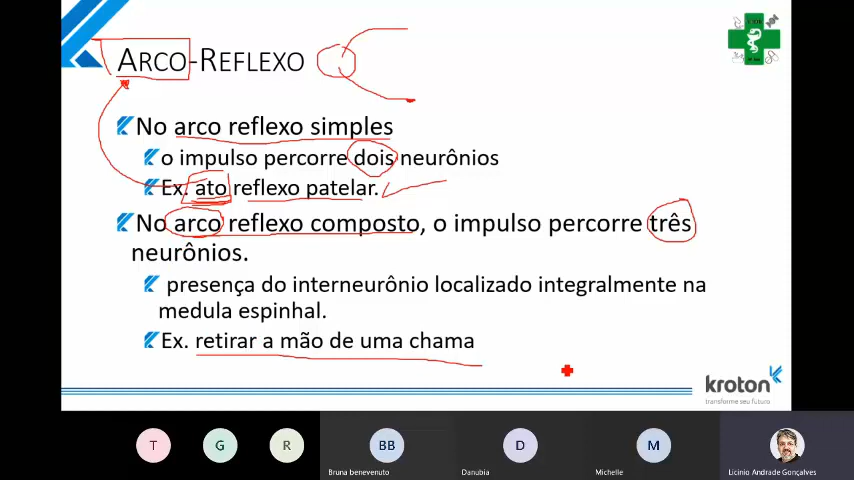 ARCO-REFLEXO
No arco reflexo simples
o impulso percorre dois neurônios
Ex. ato reflexo patelar.
No arco reflexo composto, o impulso percorre três
neurônios.
presença do interneurônio localizado integralmente na
medula espinhal.
Ex. retirar a mão de uma chama
kroton
transforme seu futuro
T
G
R
BB
D
M
Bruna benevenuto
Danubia
Michelle
Licinio Andrade Gonçalves